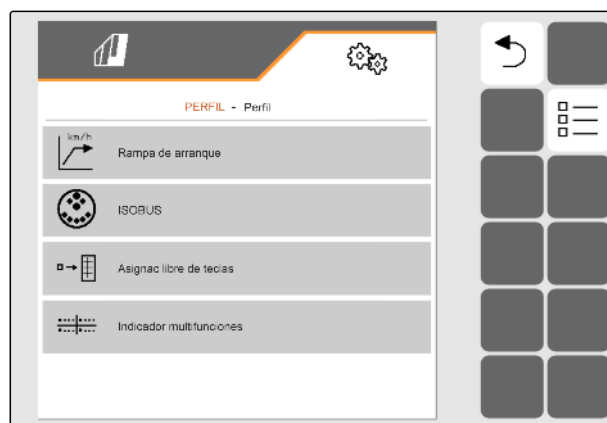 PERFIL - Perfil
km/h
Rampa de arranque
ISOBUS
Asignac libre de teclas
Indicador multifunciones